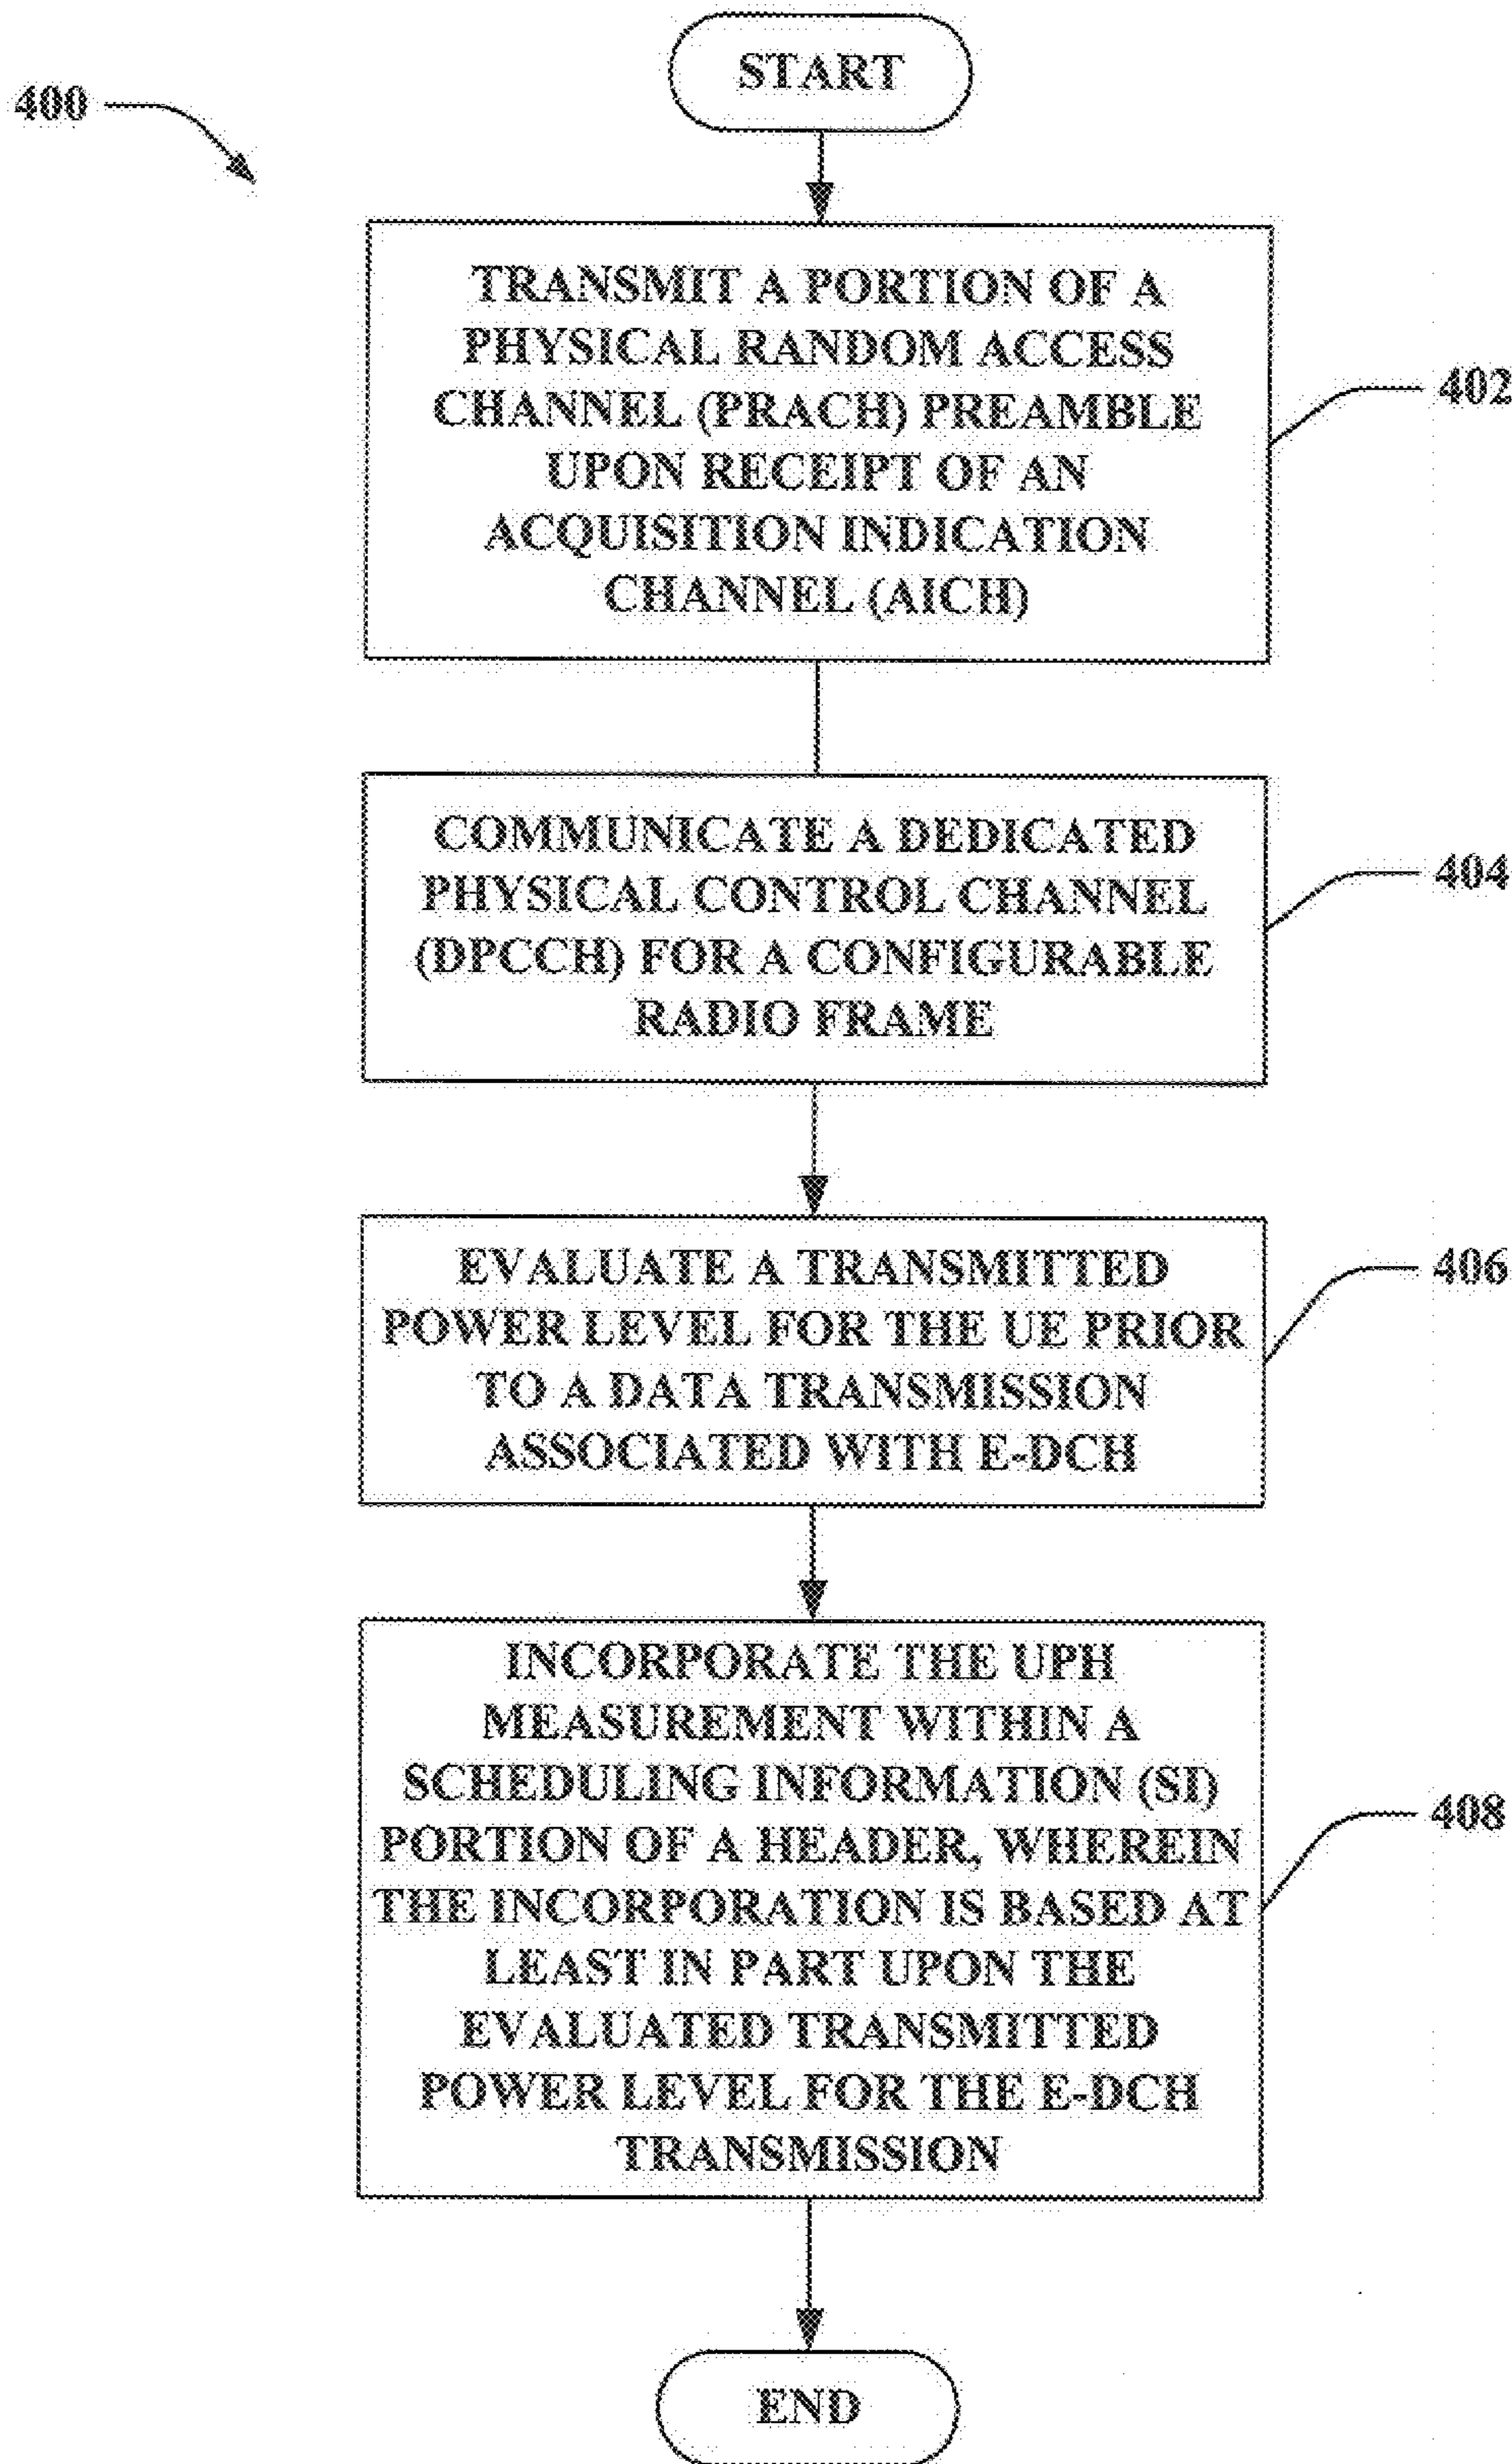 START
400
TRANSMIT A PORTION OF A
PHYSICAL RANDOM ACCESS
CHANNEL (PRACH) PREAMBLE
UPON RECEIPT OF AN
ACQUISITION INDICATION
CHANNEL (AICH)
402
COMMUNICATE A DEDICATED
PHYSICAL CONTROL CHANNEL
(DPCCH) FOR A CONFIGURABLE
RADIO FRAME
404
EVALUATE A TRANSMITTED
POWER LEVEL FOR THE UE PRIOR
TO A DATA TRANSMISSION
ASSOCIATED WITH E-DCH
406
INCORPORATE THE UPH
MEASUREMENT WITHIN A
SCHEDULING INFORMATION (SI)
PORTION OF A HEADER, WHEREIN
THE INCORPORATION IS BASED AT
LEAST IN PART UPON THE
EVALUATED TRANSMITTED
POWER LEVEL FOR THE E-DCH
TRANSMISSION
408
END